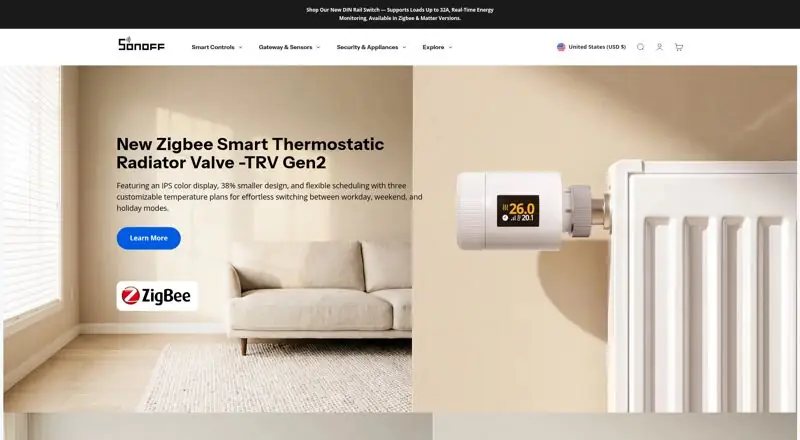 Shop Our New DIN Rail Switch — Supports Loads Up to 32A, Real-Time Energy
Monitoring, Available in Zigbee & Matter Versions.
SONOFF
Smart Controls
Gateway & Sensors
Security & Appliances
Explore
United States (USD $)
New Zigbee Smart Thermostatic
Radiator Valve -TRV Gen2
Featuring an IPS color display, 38% smaller design, and flexible scheduling with three
customizable temperature plans for effortless switching between workday, weekend, and
holiday modes.
Learn More
ZigBee
26.0
20.1